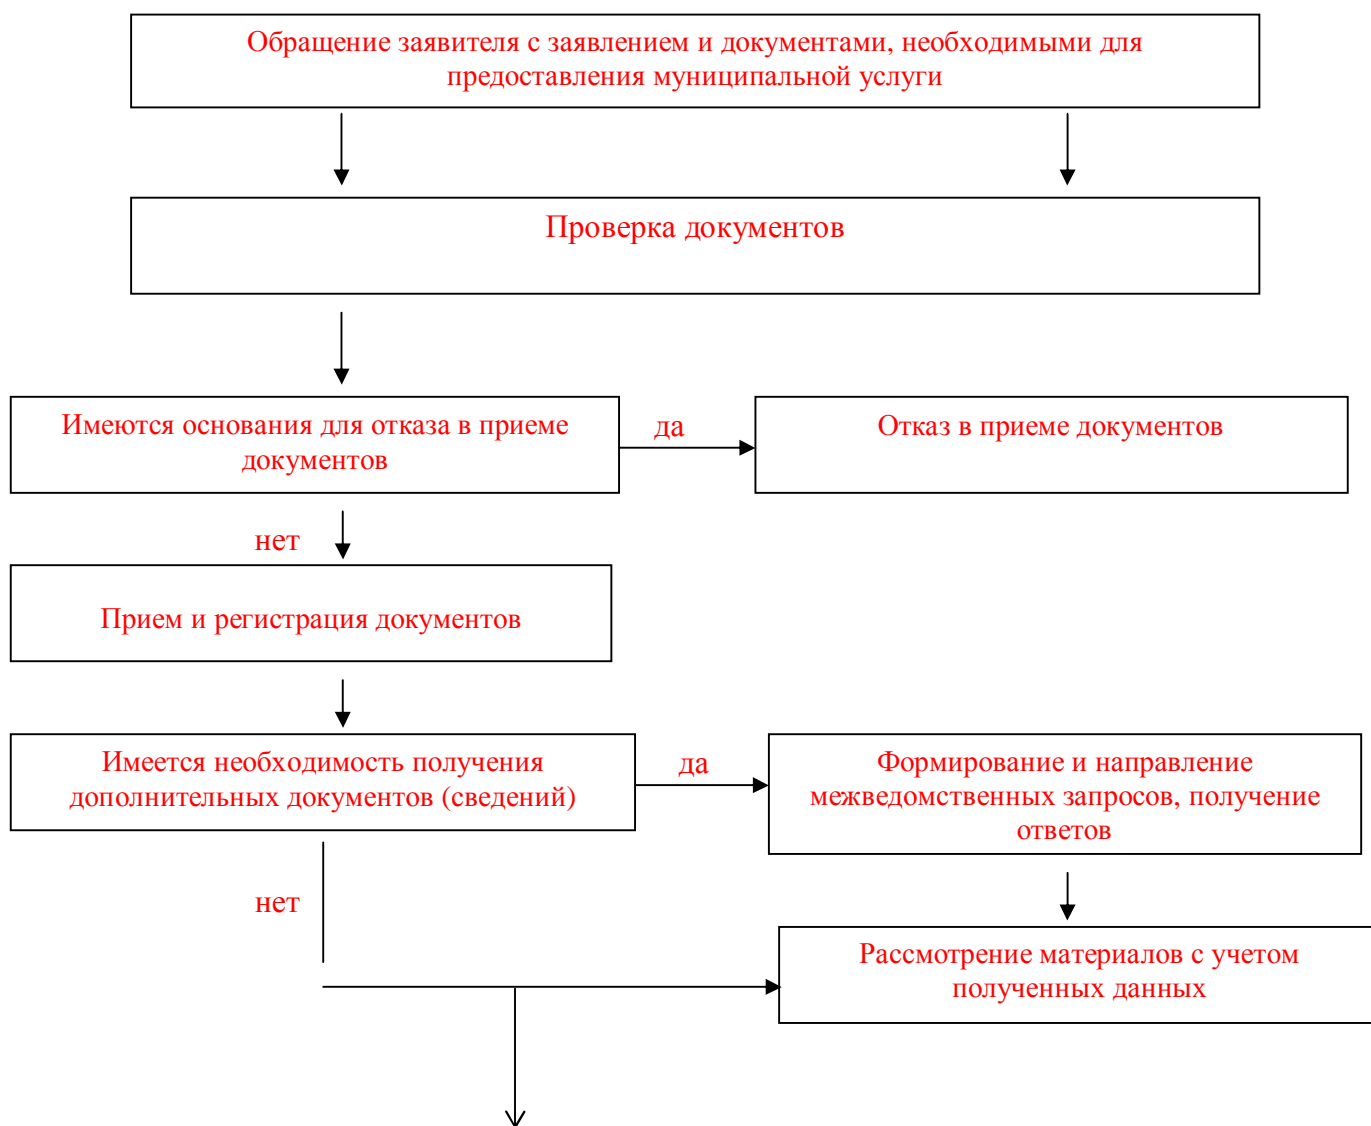 Обращение заявителя с заявлением и документами, необходимыми для
предоставления муниципальной услуги
Проверка документов
Имеются основания для отказа в приеме
документов
да
Отказ в приеме документов
нет
Прием и регистрация документов
Имеется необходимость получения
дополнительных документов (сведений)
да
Формирование и направление
межведомственных запросов, получение
ответов
нет
Рассмотрение материалов с учетом
полученных данных